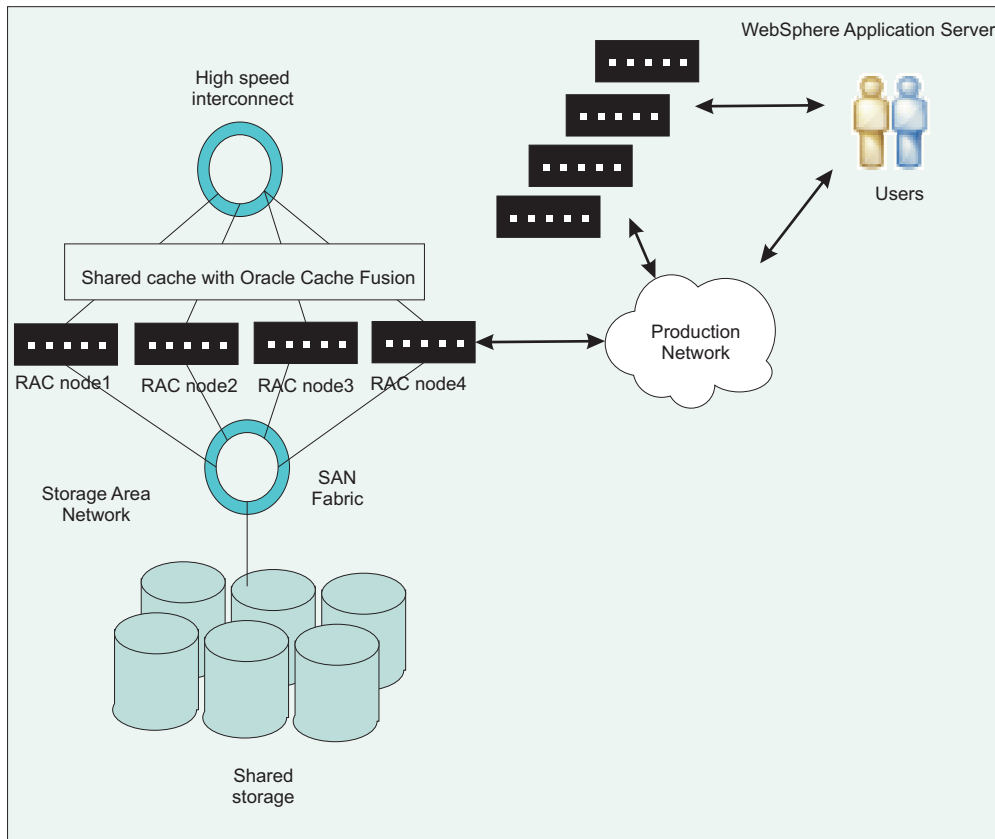 WebSphere Application Server
High speed
interconnect
Users
Shared cache with Oracle Cache Fusion
Production
Network
RAC node1
RAC node2
RAC node3
RAC node4
Storage Area
Network
SAN
Fabric
Shared
storage